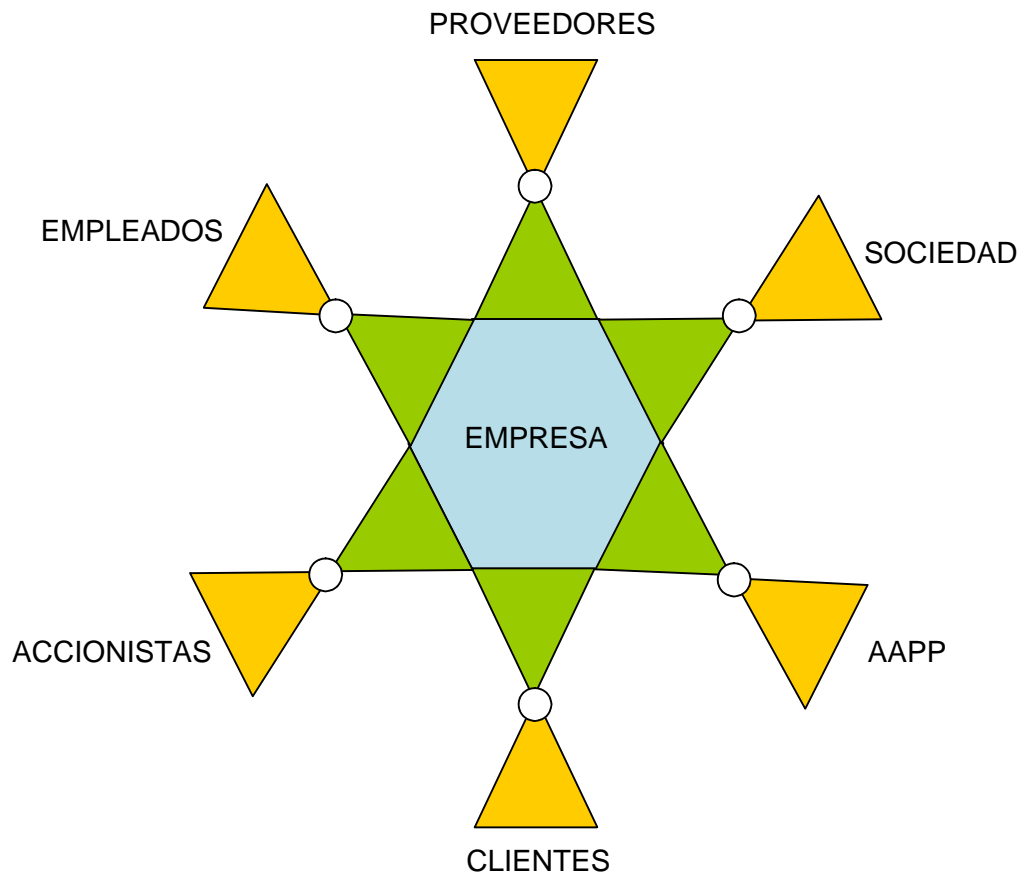 PROVEEDORES
EMPLEADOS
SOCIEDAD
EMPRESA
ACCIONISTAS
AAPP
CLIENTES